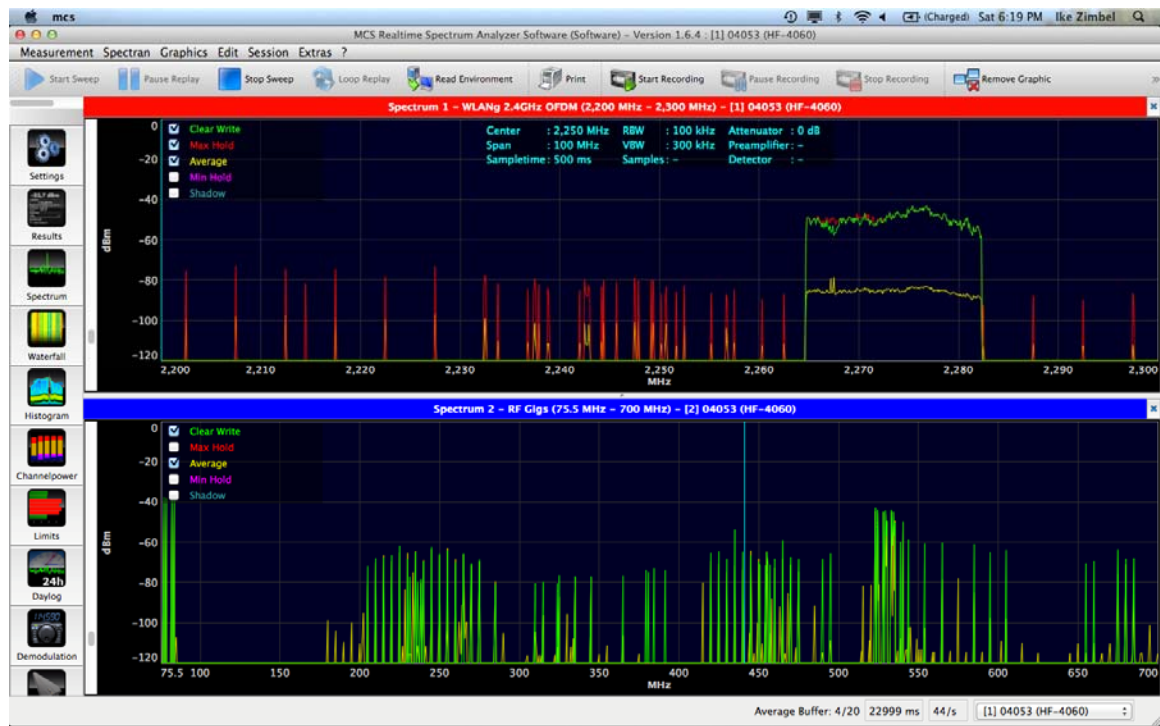 mcs (Charged) Sat 6:19 PM Ike Zimbel
MCS Realtime Spectrum Analyzer Software (Software) – Version 1.6.4 : [1] 04053 (HF-4060)
Measurement Spectran Graphics Edit Session Extras ?
Start Sweep Pause Replay Stop Sweep Loop Replay Read Environment Print Start Recording Pause Recording Stop Recording Remove Graphic »
Spectrum 1 – WLANg 2.4GHz OFDM (2,200 MHz – 2,300 MHz) – [1] 04053 (HF-4060)
Settings
Results
Spectrum
Waterfall
Histogram
Channelpower
Limits
24h
Daylog
Demodulation
0
-20
-40
-60
-80
-100
-120
dBm
Clear Write
Max Hold
Average
Min Hold
Shadow
Center : 2,250 MHz RBW : 100 kHz Attenuator : 0 dB
Span : 100 MHz VBW : 300 kHz Preamplifier : –
Sampletime : 500 ms Samples : – Detector : –
2,200 2,210 2,220 2,230 2,240 2,250 2,260 2,270 2,280 2,290 2,300
MHz
Spectrum 2 – RF Gigs (75.5 MHz – 700 MHz) – [2] 04053 (HF-4060)
0
-20
-40
-60
-80
-100
-120
dBm
Clear Write
Max Hold
Average
Min Hold
Shadow
75.5 100 150 200 250 300 350 400 450 500 550 600 650 700
MHz
Average Buffer: 4/20 22999 ms 44/s [1] 04053 (HF-4060)